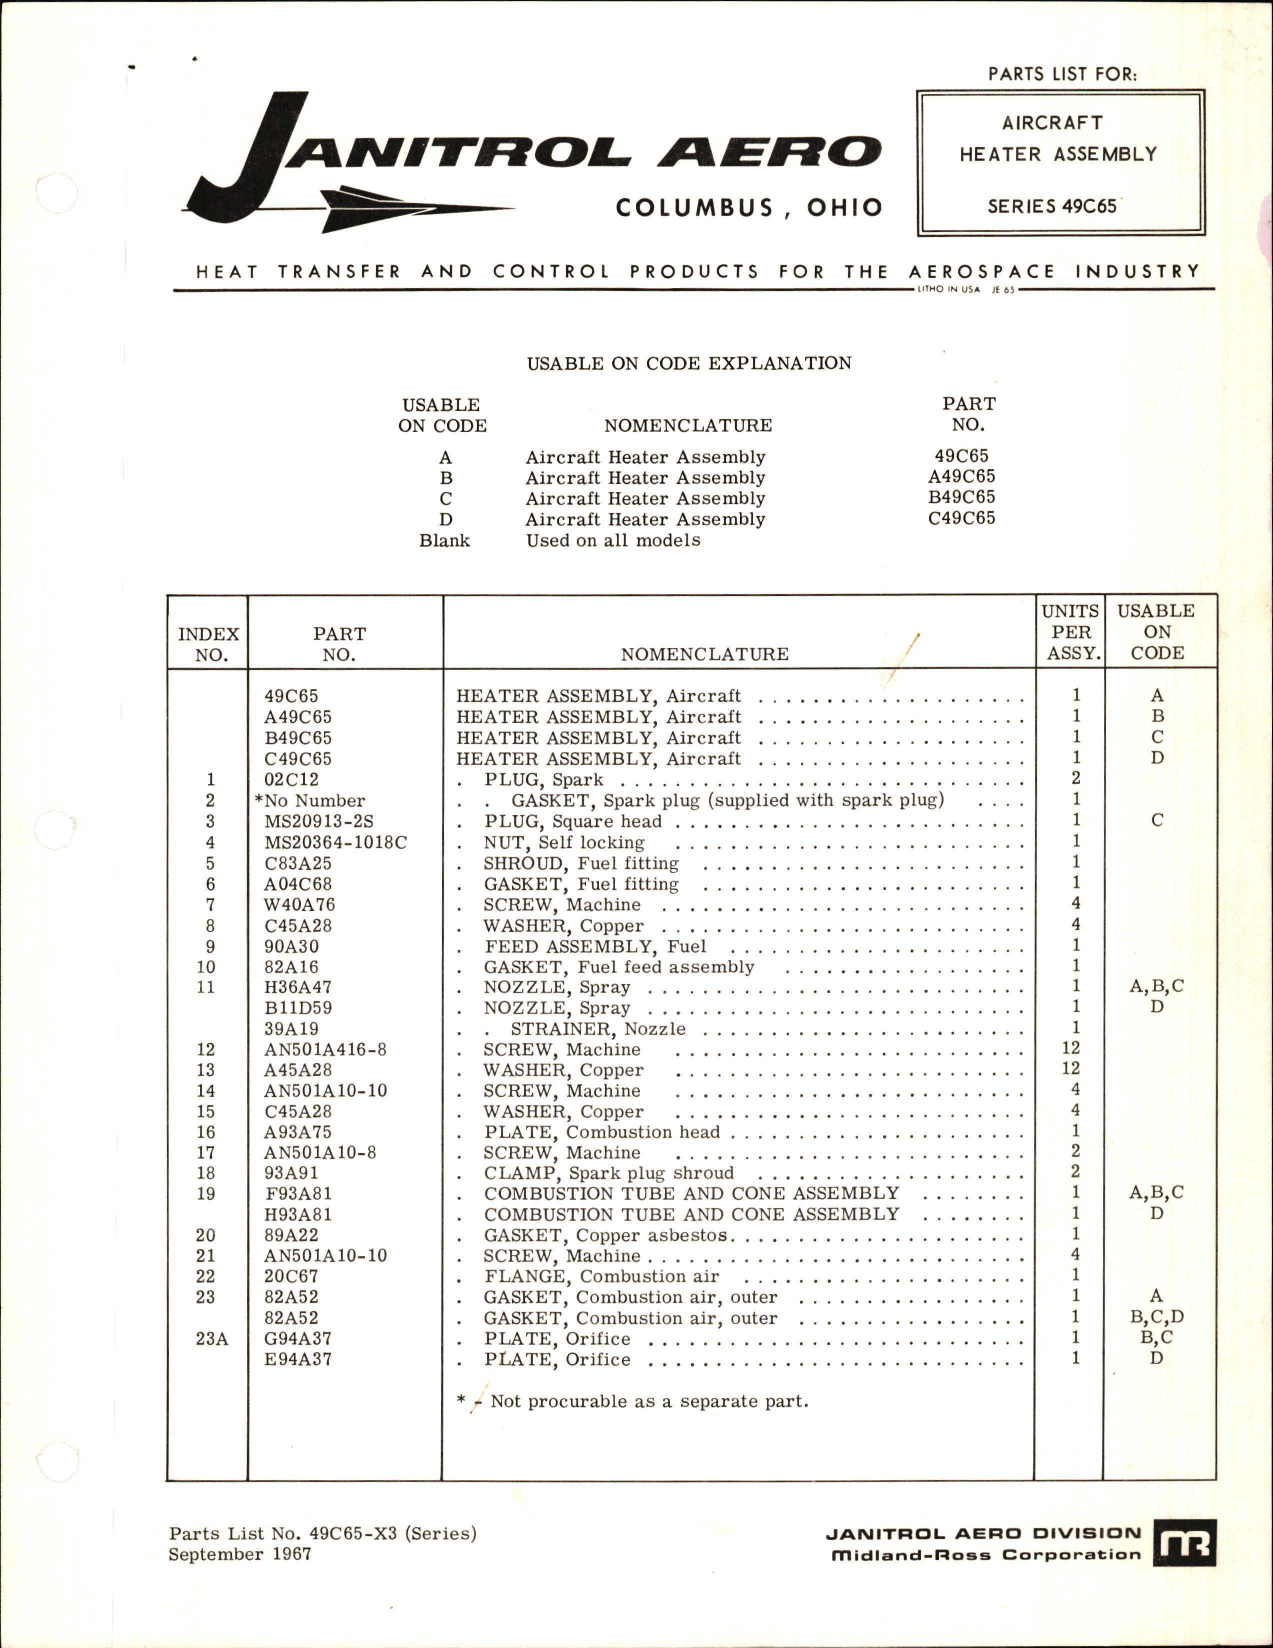 PARTS LIST FOR:
AIRCRAFT
HEATER ASSEMBLY
SERIES 49C65
JANITROL AERO
COLUMBUS, OHIO
HEAT TRANSFER AND CONTROL PRODUCTS FOR THE AEROSPACE INDUSTRY
LITHO IN USA JE 65
USABLE ON CODE EXPLANATION
USABLE ON CODE NOMENCLATURE PART NO.
A Aircraft Heater Assembly 49C65
B Aircraft Heater Assembly A49C65
C Aircraft Heater Assembly B49C65
D Aircraft Heater Assembly C49C65
Blank Used on all models
INDEX NO. PART NO. NOMENCLATURE UNITS PER ASSY. USABLE ON CODE
49C65 HEATER ASSEMBLY, Aircraft 1 A
A49C65 HEATER ASSEMBLY, Aircraft 1 B
B49C65 HEATER ASSEMBLY, Aircraft 1 C
C49C65 HEATER ASSEMBLY, Aircraft 1 D
1 02C12 . PLUG, Spark 2
2 *No Number . . GASKET, Spark plug (supplied with spark plug) 1
3 MS20913-2S . PLUG, Square head 1 C
4 MS20364-1018C . NUT, Self locking 1
5 C83A25 . SHROUD, Fuel fitting 1
6 A04C68 . GASKET, Fuel fitting 1
7 W40A76 . SCREW, Machine 4
8 C45A28 . WASHER, Copper 4
9 90A30 . FEED ASSEMBLY, Fuel 1
10 82A16 . GASKET, Fuel feed assembly 1
11 H36A47 . NOZZLE, Spray 1 A,B,C
B11D59 . NOZZLE, Spray 1 D
39A19 . . STRAINER, Nozzle 1
12 AN501A416-8 . SCREW, Machine 12
13 A45A28 . WASHER, Copper 12
14 AN501A10-10 . SCREW, Machine 4
15 C45A28 . WASHER, Copper 4
16 A93A75 . PLATE, Combustion head 1
17 AN501A10-8 . SCREW, Machine 2
18 93A91 . CLAMP, Spark plug shroud 2
19 F93A81 . COMBUSTION TUBE AND CONE ASSEMBLY 1 A,B,C
H93A81 . COMBUSTION TUBE AND CONE ASSEMBLY 1 D
20 89A22 . GASKET, Copper asbestos 1
21 AN501A10-10 . SCREW, Machine 4
22 20C67 . FLANGE, Combustion air 1
23 82A52 . GASKET, Combustion air, outer 1 A
82A52 . GASKET, Combustion air, outer 1 B,C,D
23A G94A37 . PLATE, Orifice 1 B,C
E94A37 . PLATE, Orifice 1 D
* - Not procurable as a separate part.
Parts List No. 49C65-X3 (Series)
September 1967
JANITROL AERO DIVISION
Midland-Ross Corporation
MR